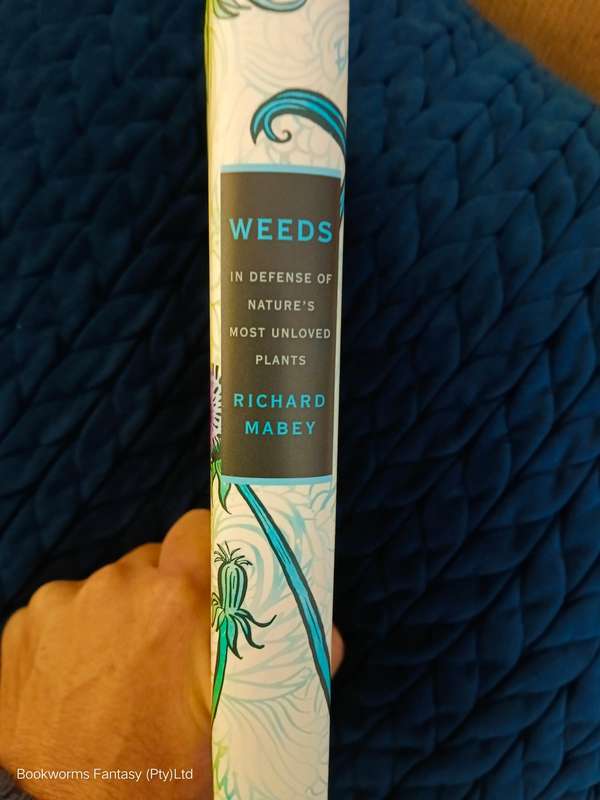 WEEDS
IN DEFENSE OF
NATURE'S
MOST UNLOVED
PLANTS
RICHARD
MABEY
Bookworms Fantasy (Pty)Ltd